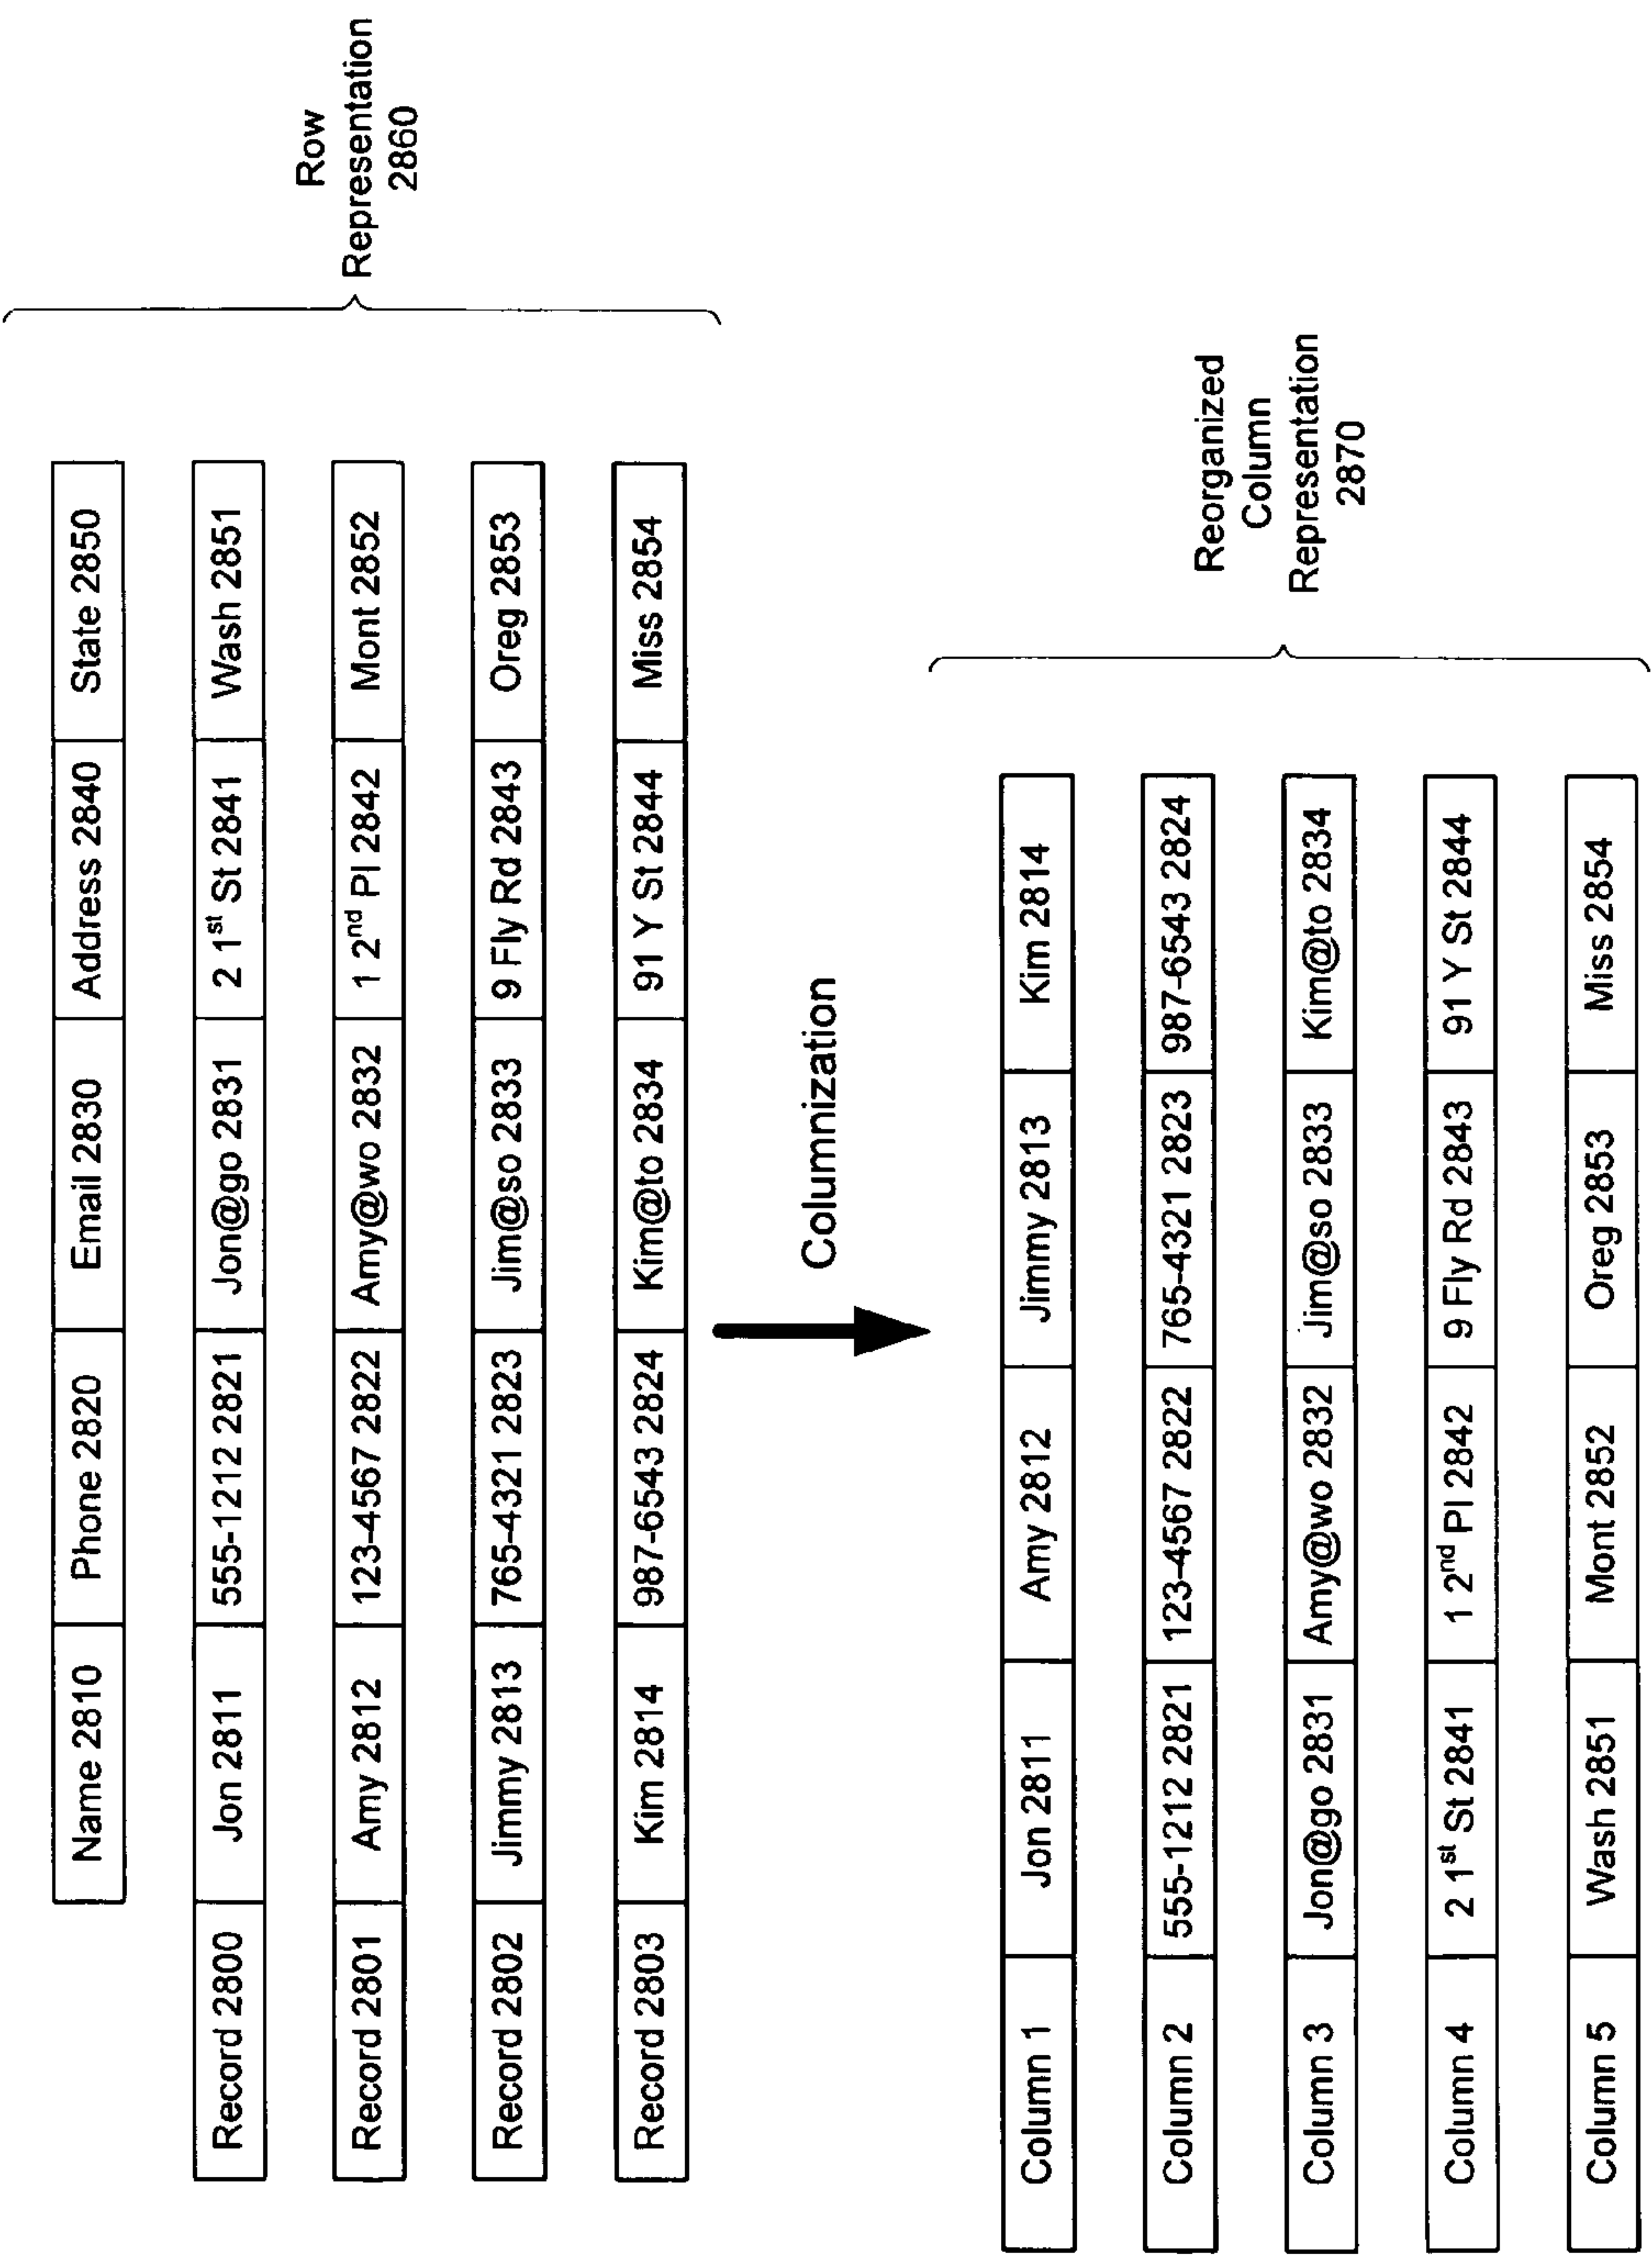 Name 2810 Phone 2820 Email 2830 Address 2840 State 2850
Record 2800 Jon 2811 555-1212 2821 Jon@go 2831 2 1st St 2841 Wash 2851
Record 2801 Amy 2812 123-4567 2822 Amy@wo 2832 1 2nd Pl 2842 Mont 2852
Record 2802 Jimmy 2813 765-4321 2823 Jim@so 2833 9 Fly Rd 2843 Oreg 2853
Record 2803 Kim 2814 987-6543 2824 Kim@to 2834 91 Y St 2844 Miss 2854
Row
Representation
2860
Columnization
Column 1 Jon 2811 Amy 2812 Jimmy 2813 Kim 2814
Column 2 555-1212 2821 123-4567 2822 765-4321 2823 987-6543 2824
Column 3 Jon@go 2831 Amy@wo 2832 Jim@so 2833 Kim@to 2834
Column 4 2 1st St 2841 1 2nd Pl 2842 9 Fly Rd 2843 91 Y St 2844
Column 5 Wash 2851 Mont 2852 Oreg 2853 Miss 2854
Reorganized
Column
Representation
2870